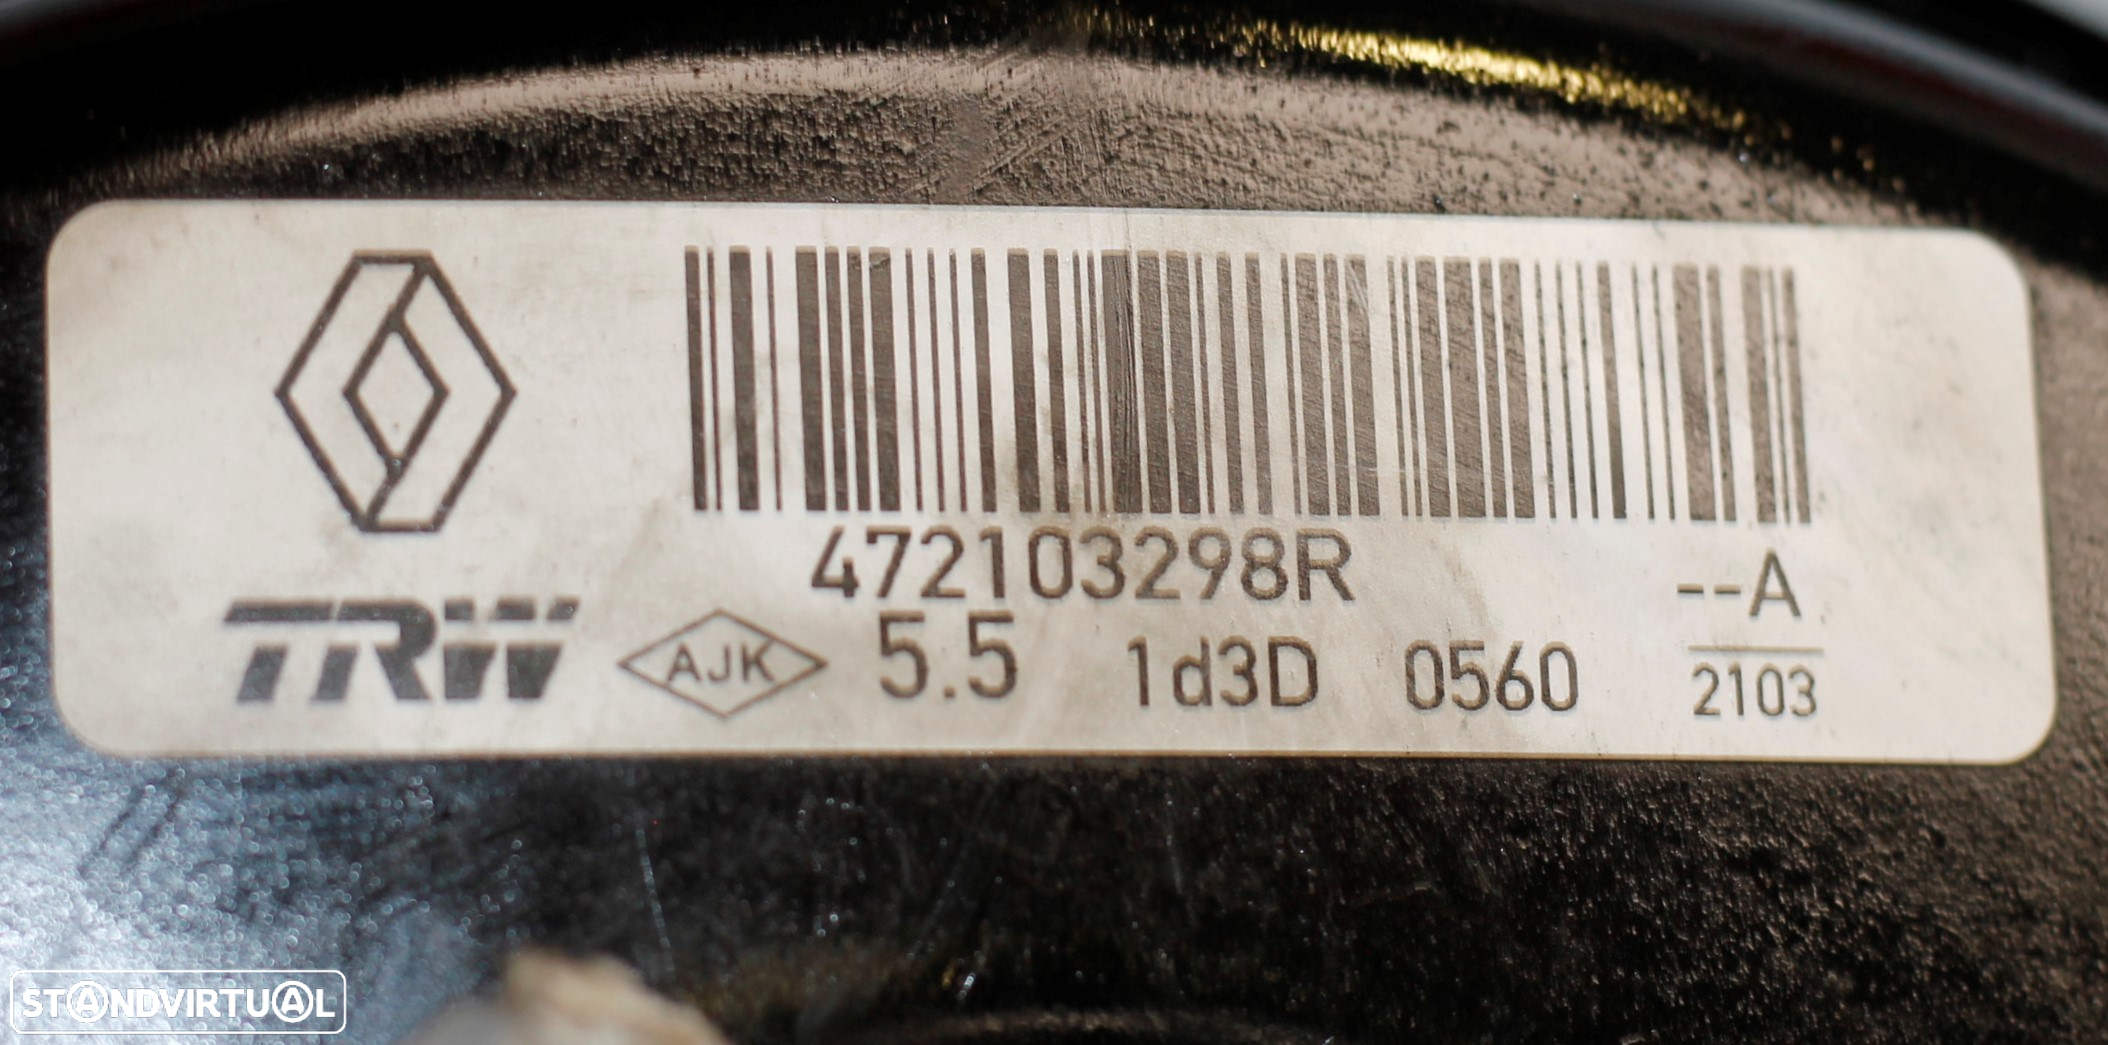 472103298R
--A
TRW
AJK
5.5 1d3D 0560
2103
STANDVIRTUAL